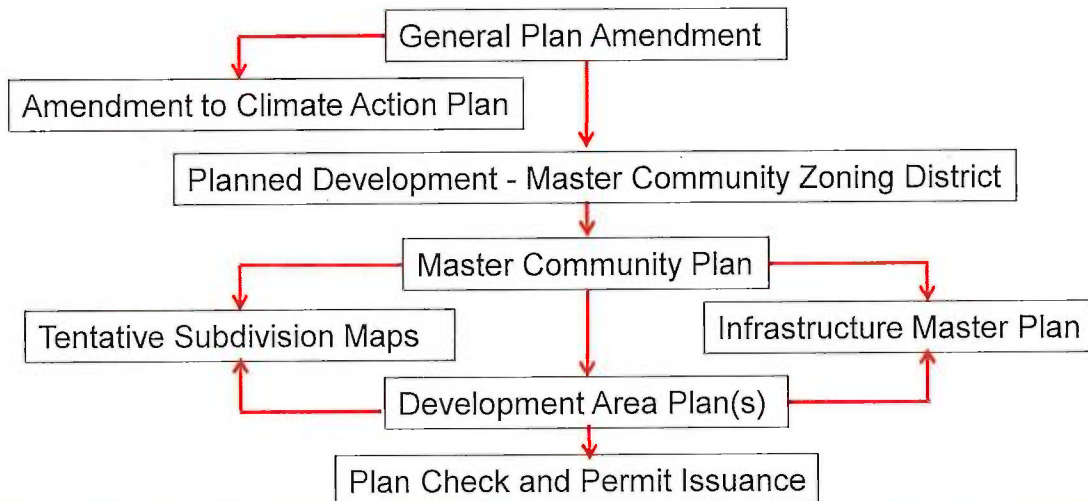 General Plan Amendment
Amendment to Climate Action Plan
Planned Development - Master Community Zoning District
Master Community Plan
Tentative Subdivision Maps
Infrastructure Master Plan
Development Area Plan(s)
Plan Check and Permit Issuance